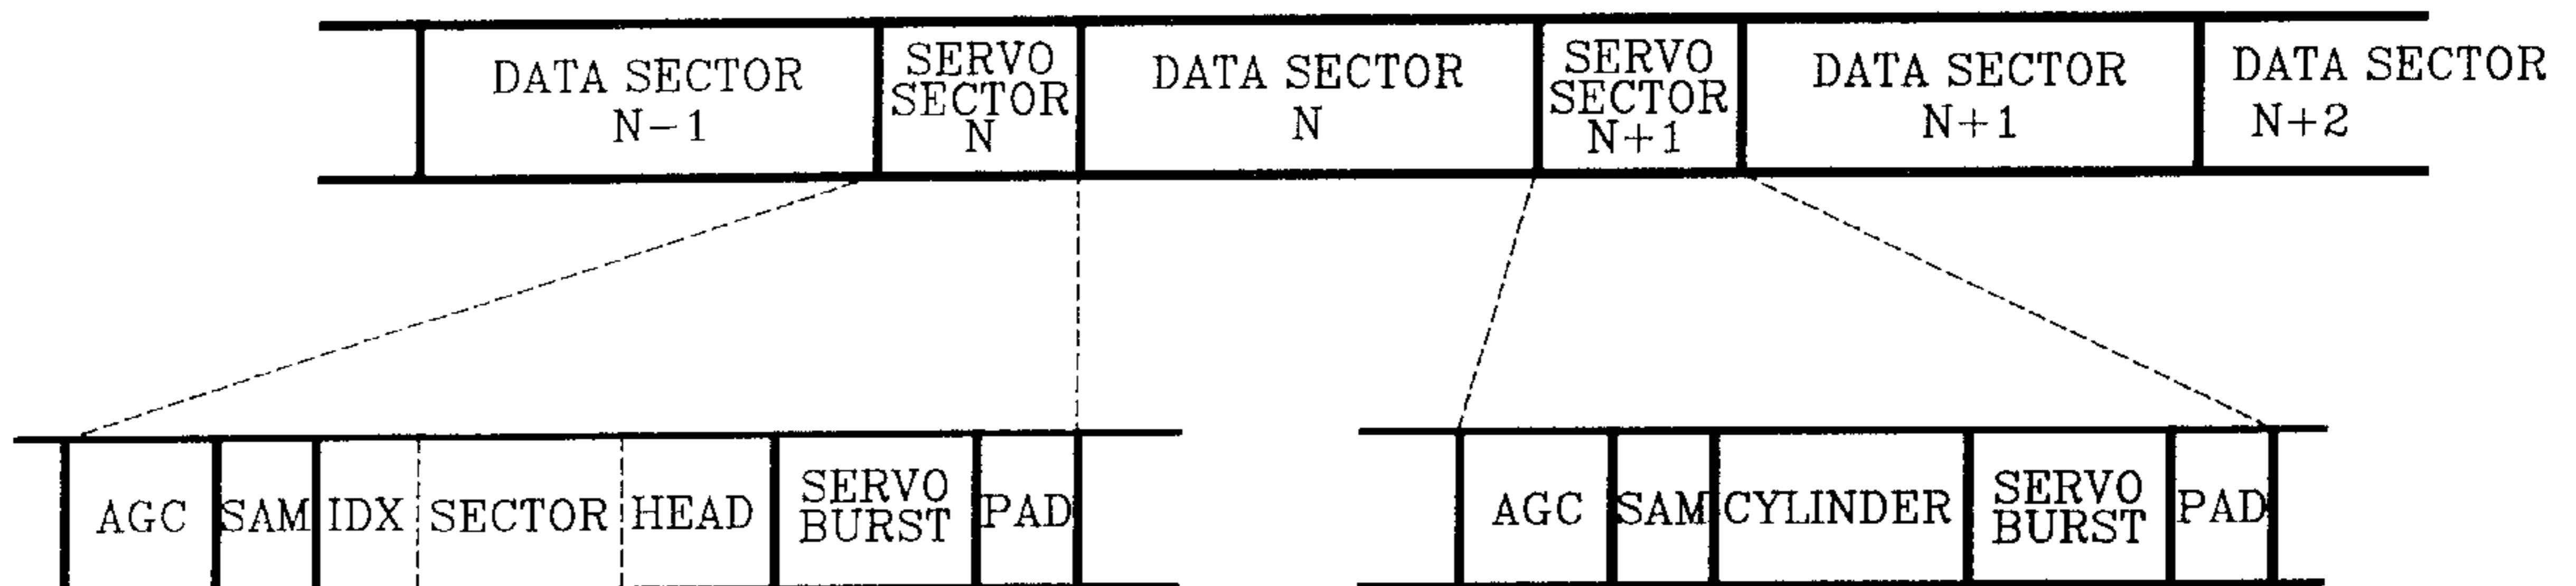 DATA SECTOR
N-1
SERVO
SECTOR
N
DATA SECTOR
N
SERVO
SECTOR
N+1
DATA SECTOR
N+1
DATA SECTOR
N+2
AGC
SAM
IDX
SECTOR
HEAD
SERVO
BURST
PAD
AGC
SAM
CYLINDER
SERVO
BURST
PAD